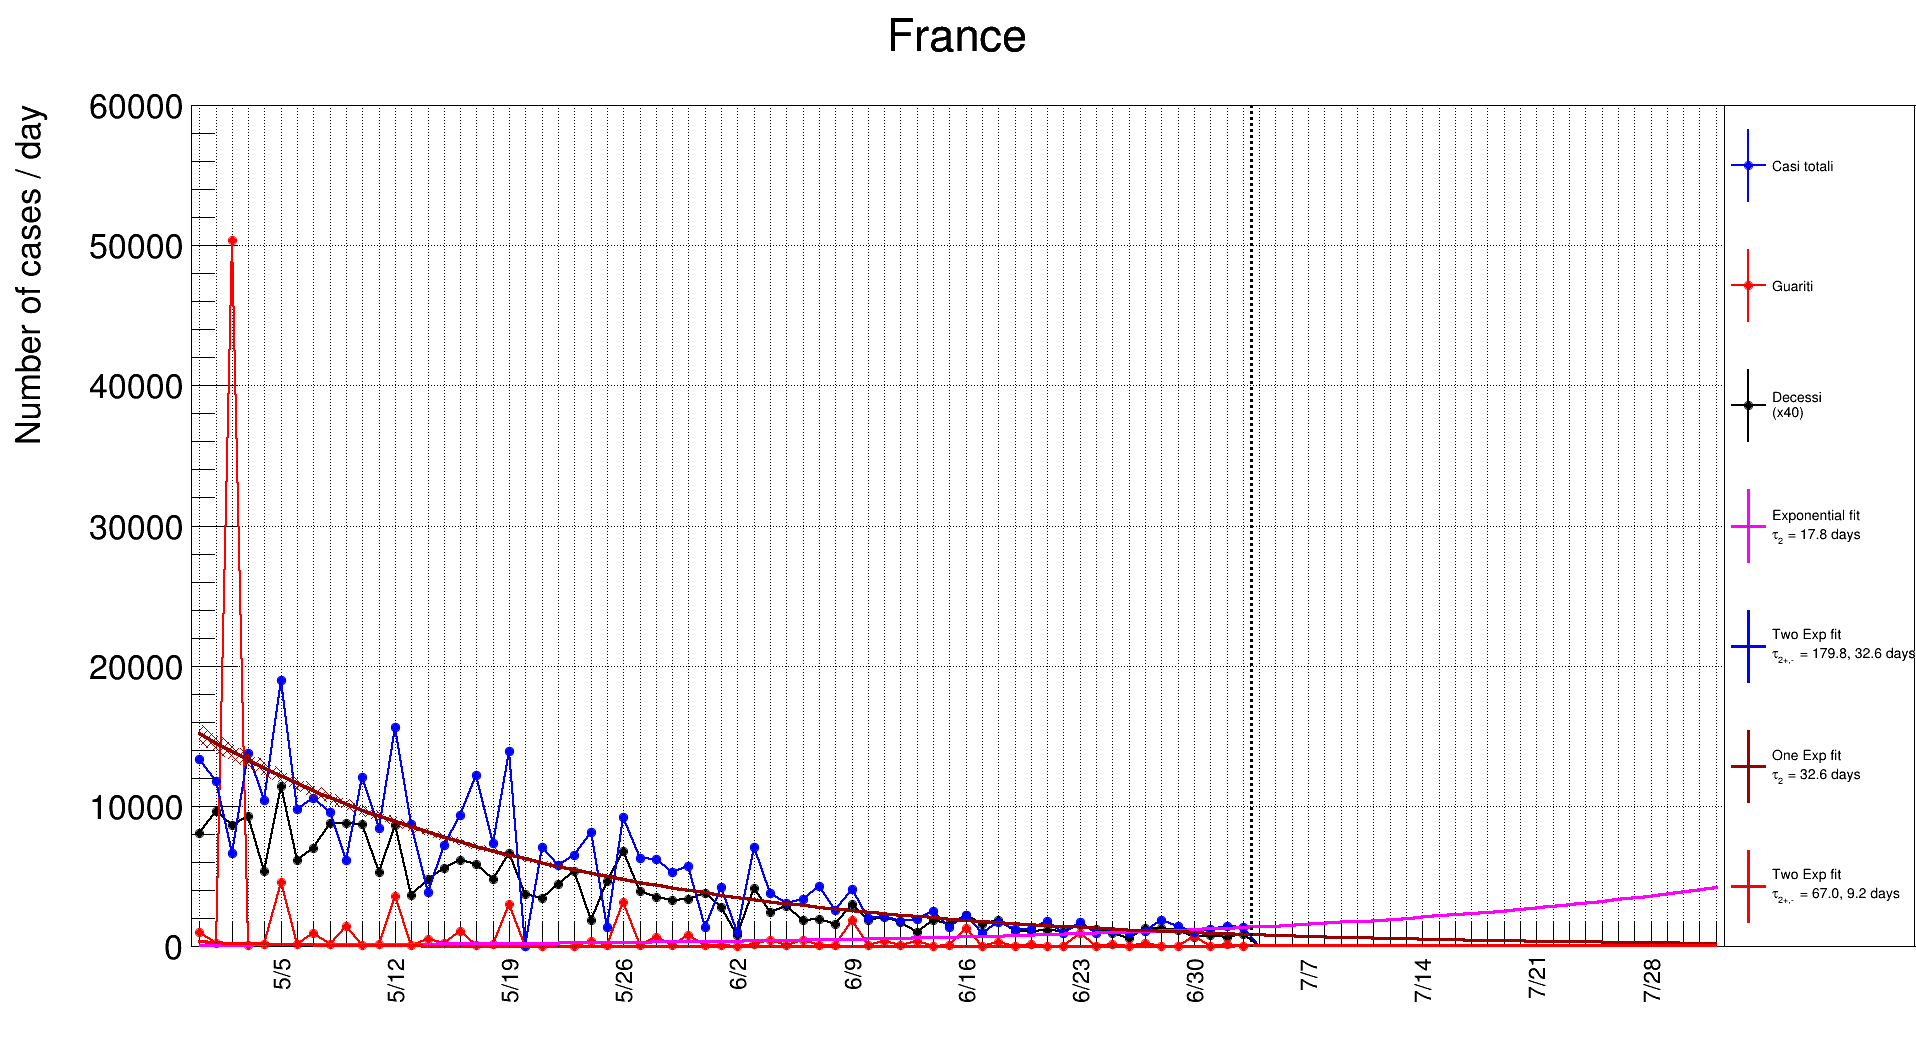 France
Number of cases / day
60000
50000
40000
30000
20000
10000
0
5/5
5/12
5/19
5/26
6/2
6/9
6/16
6/23
6/30
7/7
7/14
7/21
7/28
Casi totali
Guariti
Decessi
(x40)
Exponential fit
τ2 = 17.8 days
Two Exp fit
τ2+,- = 179.8, 32.6 days
One Exp fit
τ2 = 32.6 days
Two Exp fit
τ2+,- = 67.0, 9.2 days